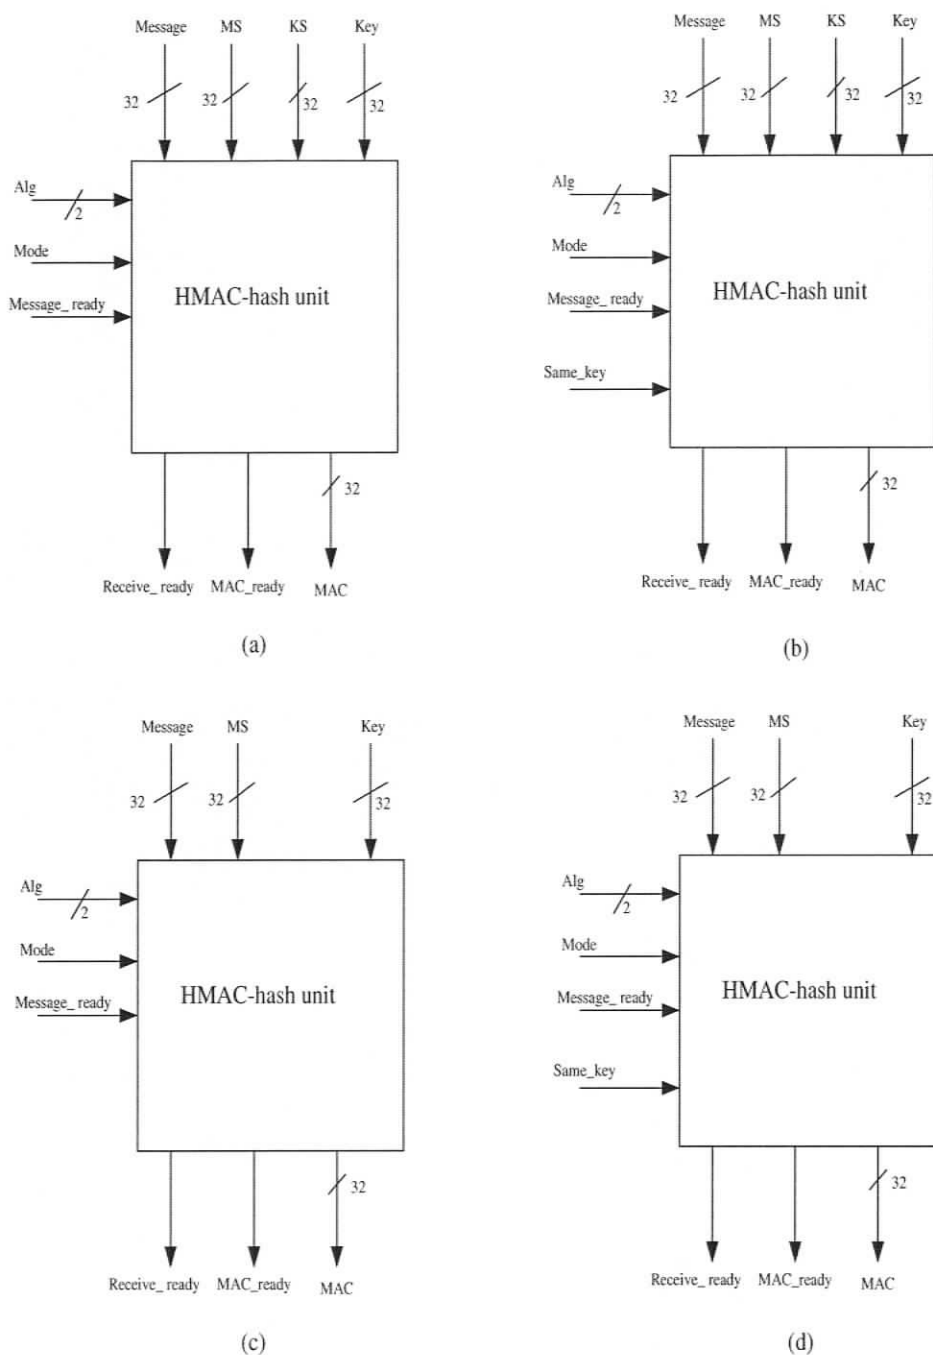 Message MS KS Key
32 32 32 32
Alg
2
Mode
HMAC-hash unit
Message_ ready
32
Receive_ ready MAC_ready MAC
(a)
Message MS KS Key
32 32 32 32
Alg
2
Mode
HMAC-hash unit
Message_ ready
Same_key
32
Receive_ ready MAC_ready MAC
(b)
Message MS Key
32 32 32
Alg
2
Mode
HMAC-hash unit
Message_ ready
32
Receive_ ready MAC_ready MAC
(c)
Message MS Key
32 32 32
Alg
2
Mode
HMAC-hash unit
Message_ ready
Same_key
32
Receive_ ready MAC_ready MAC
(d)